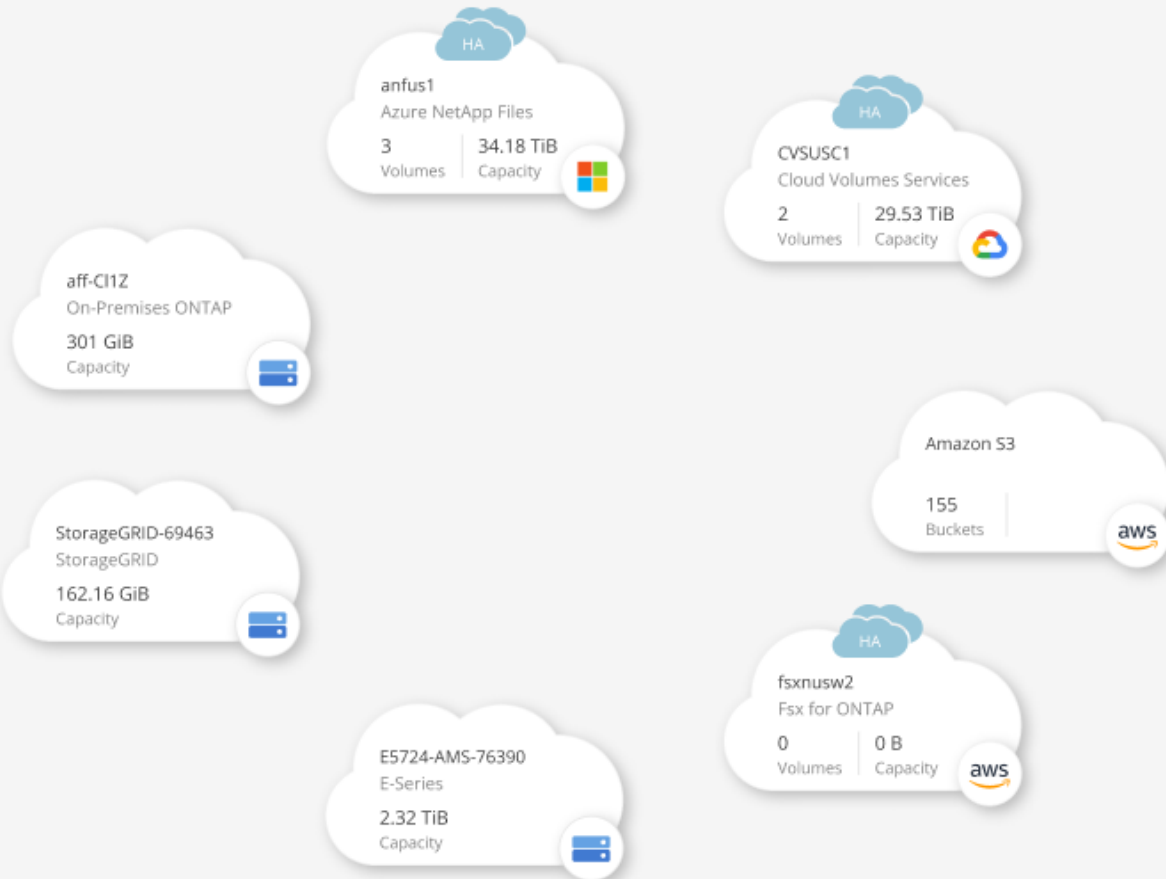 HA
anfus1
Azure NetApp Files
3 34.18 TiB
Volumes Capacity
HA
CVSUSC1
Cloud Volumes Services
2 29.53 TiB
Volumes Capacity
aff-CI1Z
On-Premises ONTAP
301 GiB
Capacity
Amazon S3
155
Buckets
aws
StorageGRID-69463
StorageGRID
162.16 GiB
Capacity
HA
fsxnusw2
Fsx for ONTAP
0 0 B
Volumes Capacity
aws
E5724-AMS-76390
E-Series
2.32 TiB
Capacity